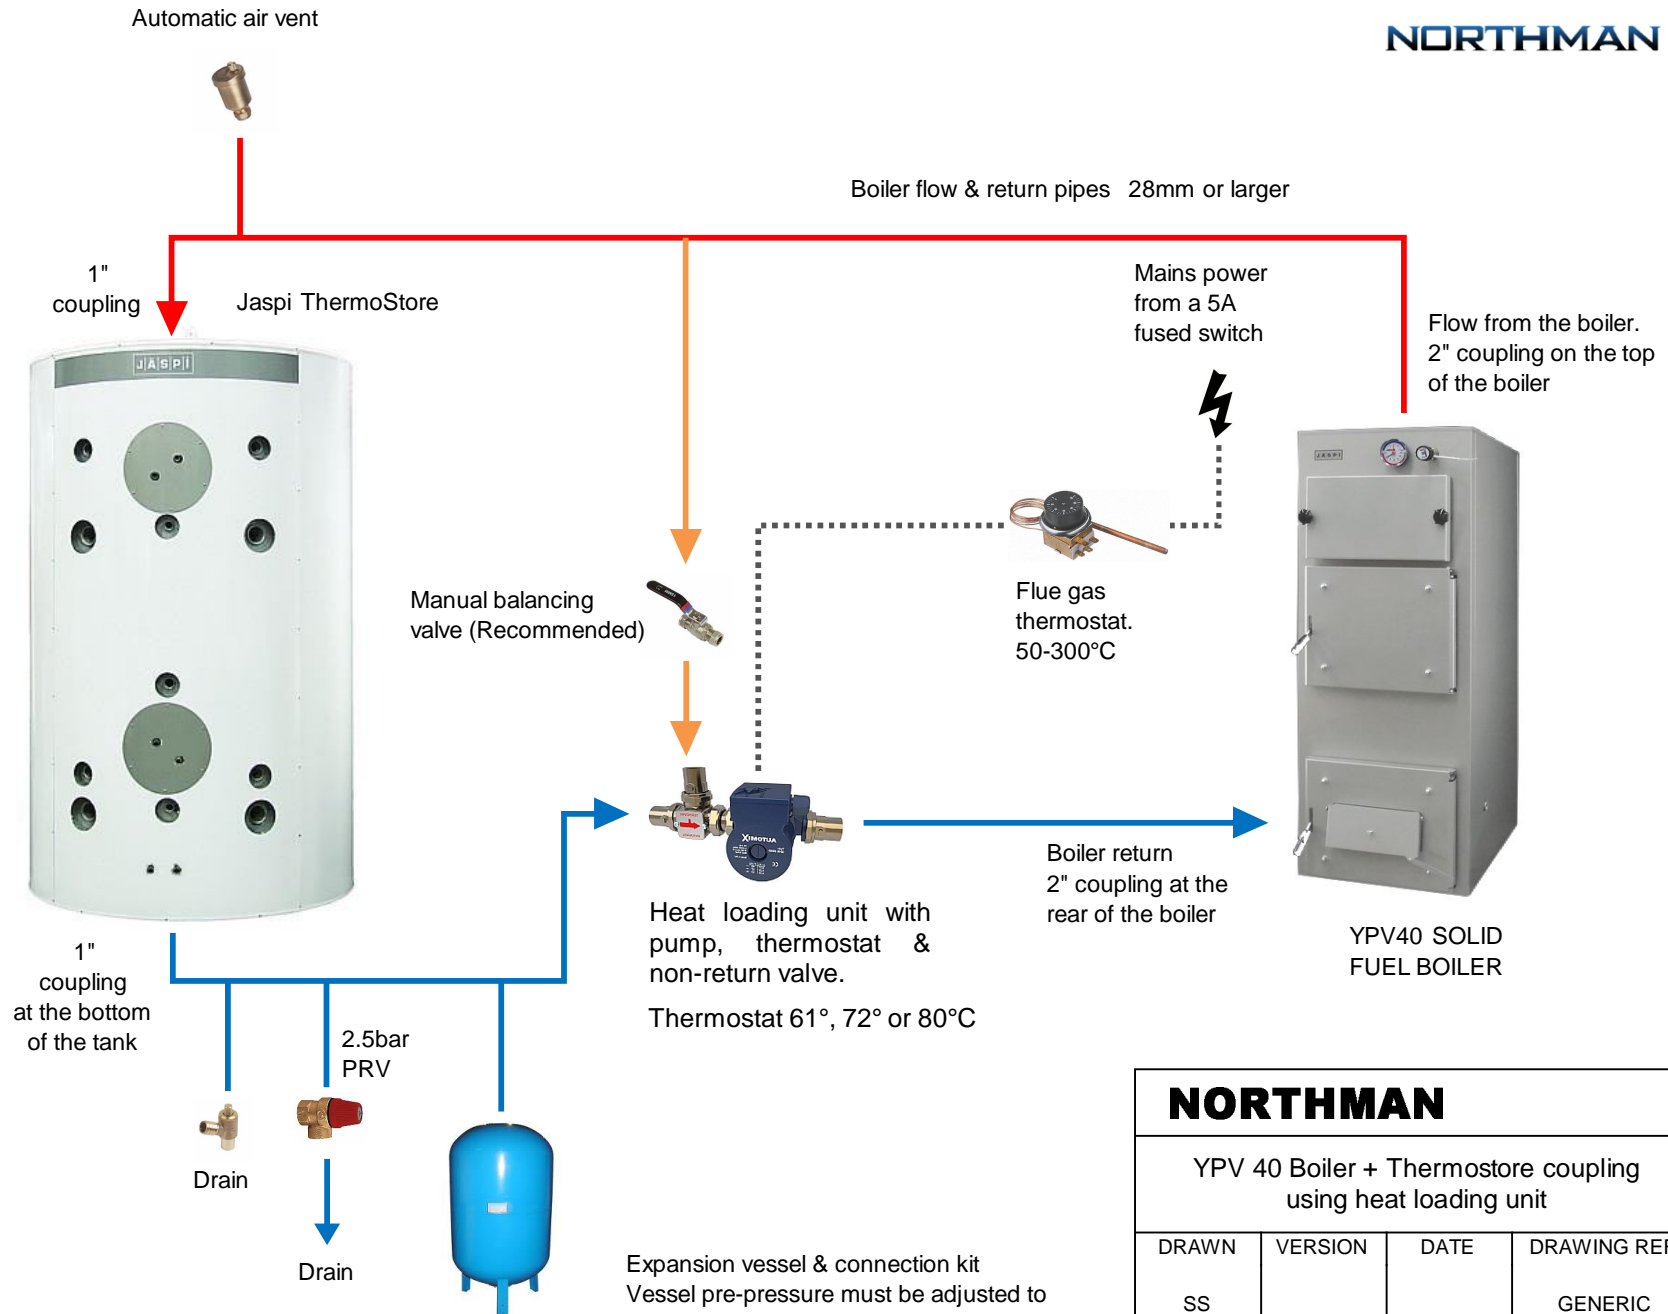 Automatic air vent
NORTHMAN
Boiler flow & return pipes 28mm or larger
1"
coupling
Jaspi ThermoStore
Mains power
from a 5A
fused switch
Flow from the boiler.
2" coupling on the top
of the boiler
JÄSPI
JÄSPI
Manual balancing
valve (Recommended)
Flue gas
thermostat.
50-300°C
AUTOMIX
Boiler return
2" coupling at the
rear of the boiler
Heat loading unit with
pump, thermostat &
non-return valve.
Thermostat 61°, 72° or 80°C
YPV40 SOLID
FUEL BOILER
1"
coupling
at the bottom
of the tank
2.5bar
PRV
Drain
Drain
Expansion vessel & connection kit
Vessel pre-pressure must be adjusted to
NORTHMAN
YPV 40 Boiler + Thermostore coupling
using heat loading unit
DRAWN VERSION DATE DRAWING REF
SS GENERIC